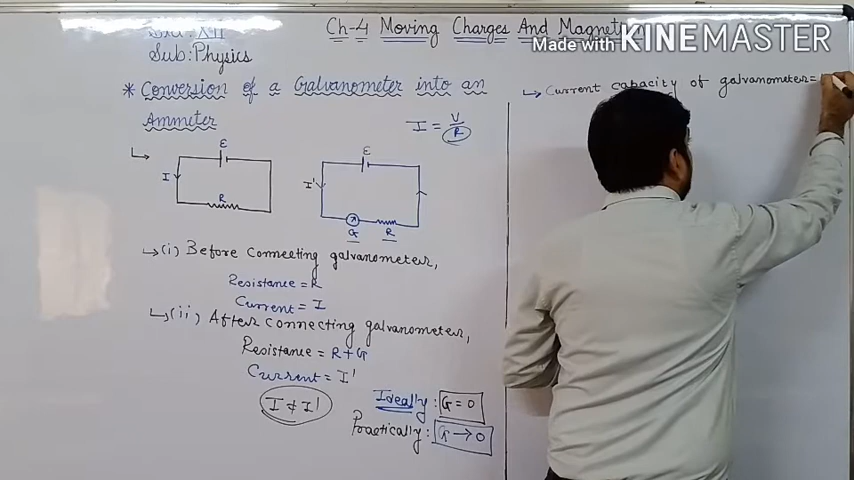 Ch-4 Moving Charges And Magnetism
Made with KINEMASTER
Sub: Physics
* Conversion of a Galvanometer into an
Ammeter
I = V/R
ε
I
R
ε
I'
G
R
(i) Before connecting galvanometer,
Resistance = R
Current = I
(ii) After connecting galvanometer,
Resistance = R+G
Current = I'
I ≠ I'
Ideally : G = 0
Practically : G → 0
↳ Current capacity of galvanometer =